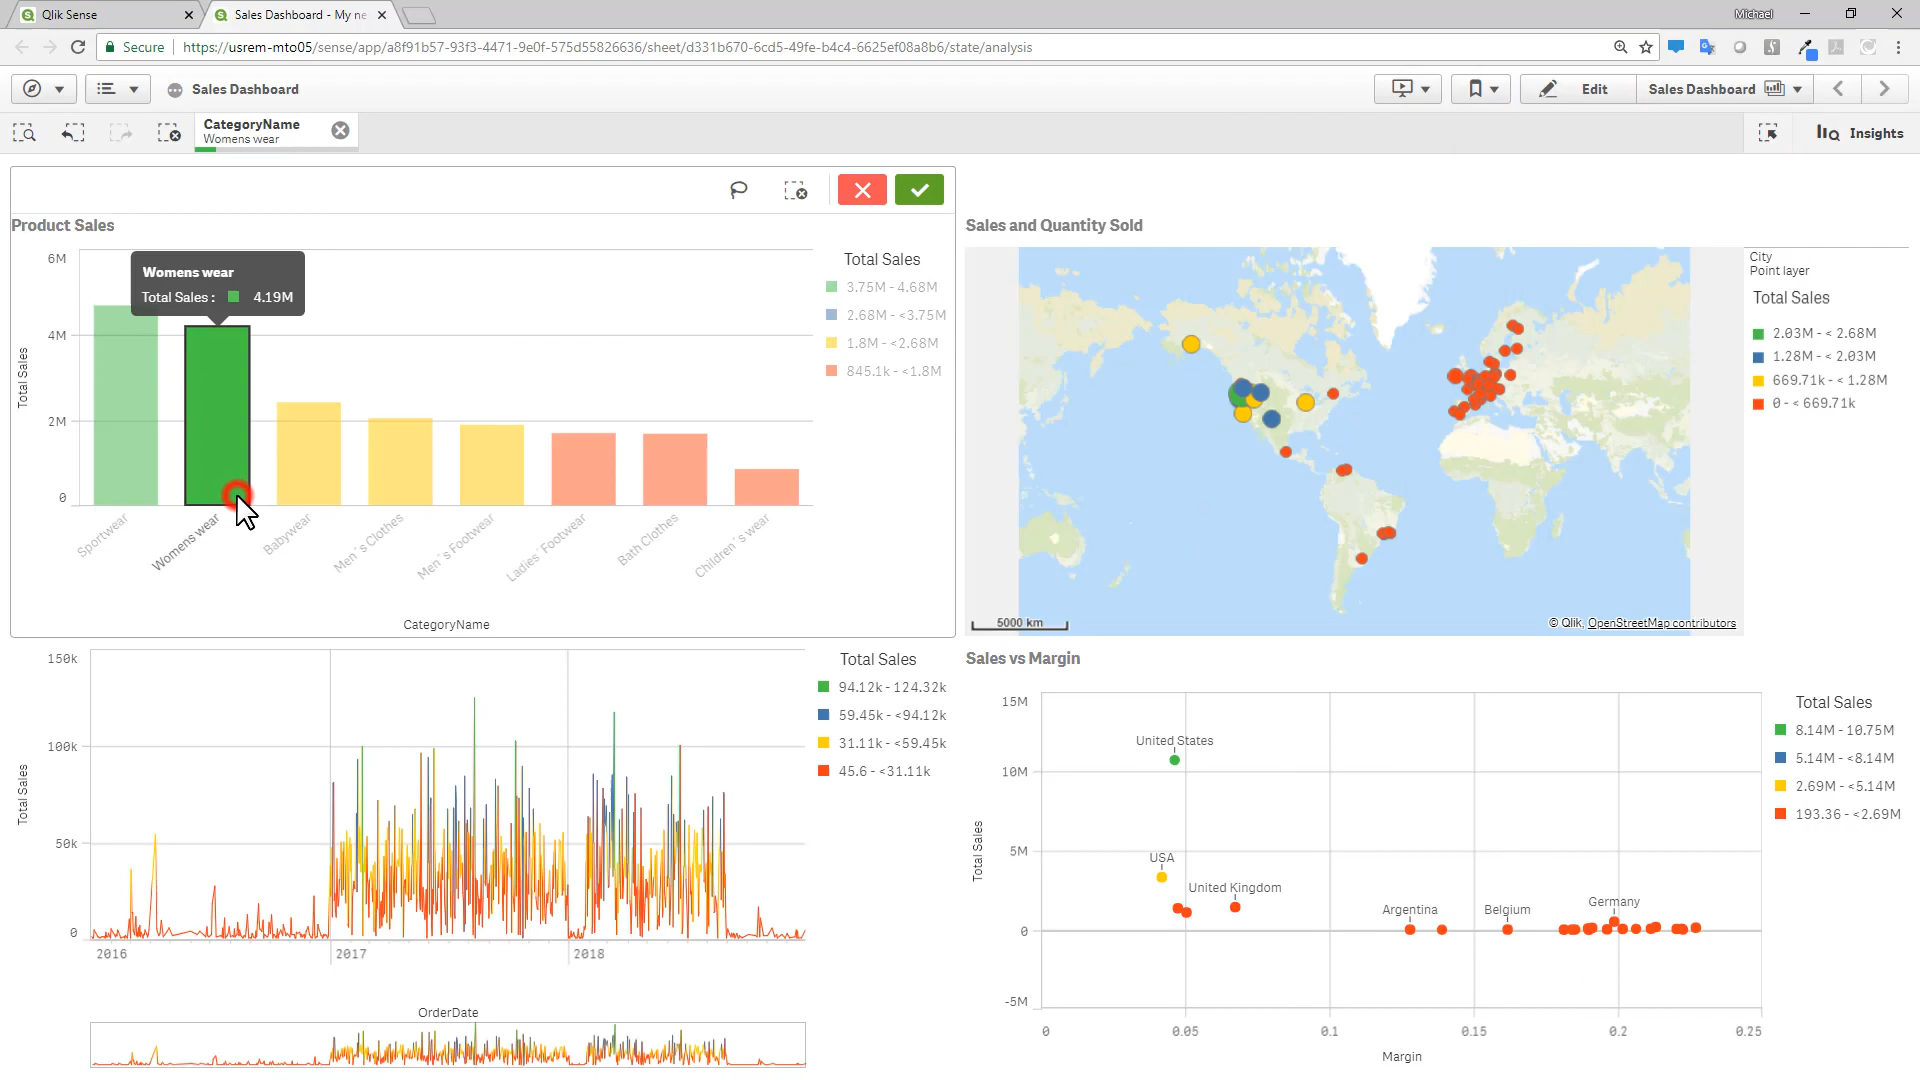 Qlik Sense
Sales Dashboard - My ne
Michael
Secure
https://usrem-mto05/sense/app/a8f91b57-93f3-4471-9e0f-575d55826636/sheet/d331b670-6cd5-49fe-b4c4-6625ef08a8b6/state/analysis
Sales Dashboard
Edit
Sales Dashboard
CategoryName
Womens wear
Insights
Product Sales
6M
4M
2M
0
Total Sales
Womens wear
Total Sales : 4.19M
Sportwear
Womens wear
Babywear
Men´s Clothes
Men´s Footwear
Ladies´Footwear
Bath Clothes
Children´s wear
CategoryName
Total Sales
3.75M - 4.68M
2.68M - <3.75M
1.8M - <2.68M
845.1k - <1.8M
Sales and Quantity Sold
5000 km
© Qlik, OpenStreetMap contributors
City
Point layer
Total Sales
2.03M - < 2.68M
1.28M - < 2.03M
669.71k - < 1.28M
0 - < 669.71k
150k
100k
50k
0
Total Sales
2016
2017
2018
OrderDate
Total Sales
94.12k - 124.32k
59.45k - <94.12k
31.11k - <59.45k
45.6 - <31.11k
Sales vs Margin
15M
10M
5M
0
-5M
Total Sales
United States
USA
United Kingdom
Argentina
Belgium
Germany
0
0.05
0.1
0.15
0.2
0.25
Margin
Total Sales
8.14M - 10.75M
5.14M - <8.14M
2.69M - <5.14M
193.36 - <2.69M